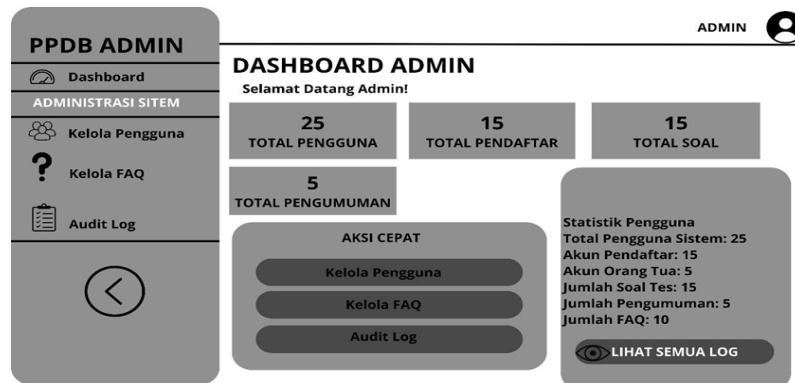 PPDB ADMIN
Dashboard
ADMINISTRASI SITEM
Kelola Pengguna
Kelola FAQ
Audit Log
ADMIN
DASHBOARD ADMIN
Selamat Datang Admin!
25
TOTAL PENGGUNA
15
TOTAL PENDAFTAR
15
TOTAL SOAL
5
TOTAL PENGUMUMAN
AKSI CEPAT
Kelola Pengguna
Kelola FAQ
Audit Log
Statistik Pengguna
Total Pengguna Sistem: 25
Akun Pendaftar: 15
Akun Orang Tua: 5
Jumlah Soal Tes: 15
Jumlah Pengumuman: 5
Jumlah FAQ: 10
LIHAT SEMUA LOG